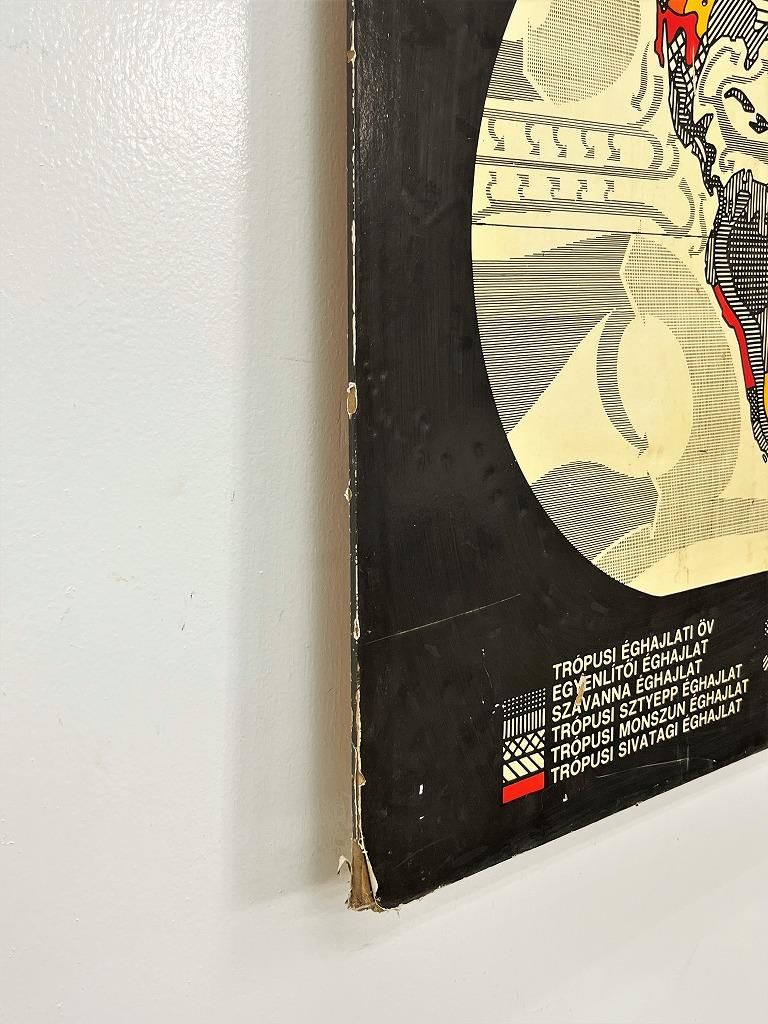 TRÓPUSI ÉGHAJLATI ÖV
EGYENLÍTŐI ÉGHAJLAT
SZAVANNA ÉGHAJLAT
TRÓPUSI SZTYEPP ÉGHAJLAT
TRÓPUSI MONSZUN ÉGHAJLAT
TRÓPUSI SIVATAGI ÉGHAJLAT